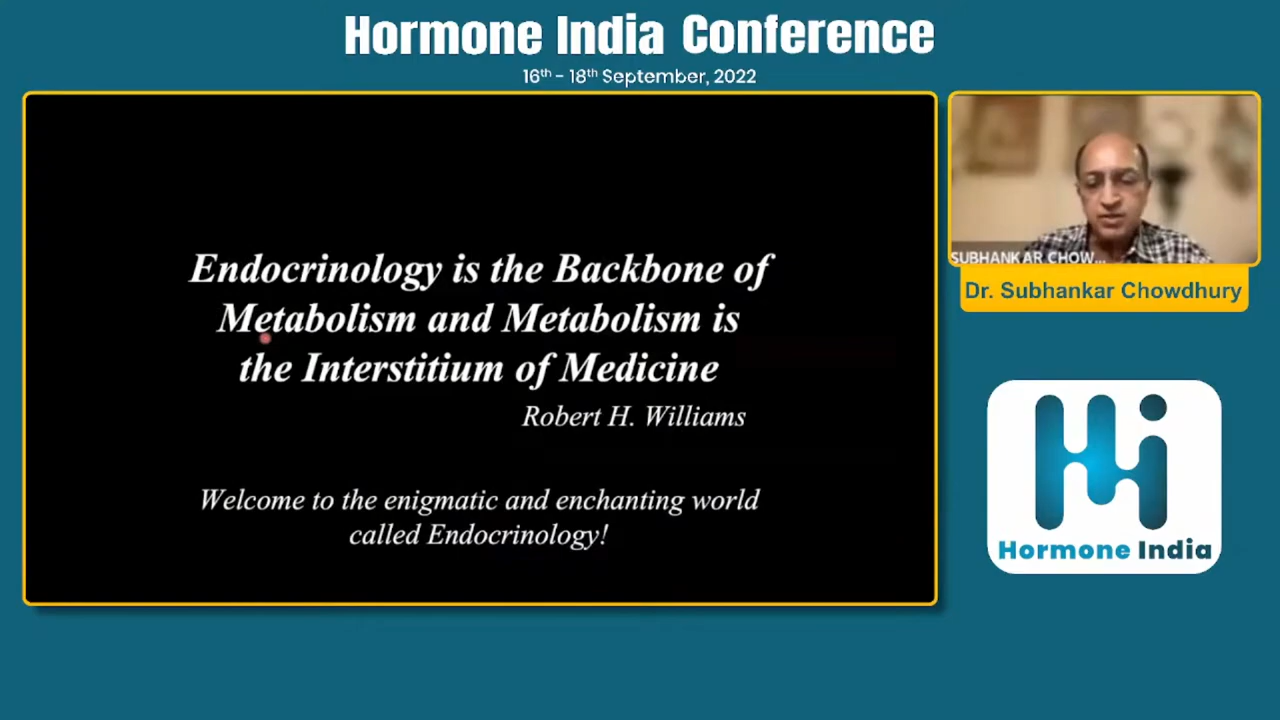 Hormone India Conference
16th - 18th September, 2022
Endocrinology is the Backbone of
Metabolism and Metabolism is
the Interstitium of Medicine
Robert H. Williams
Welcome to the enigmatic and enchanting world
called Endocrinology!
SUBHANKAR CHOW...
Dr. Subhankar Chowdhury
Hi
Hormone India